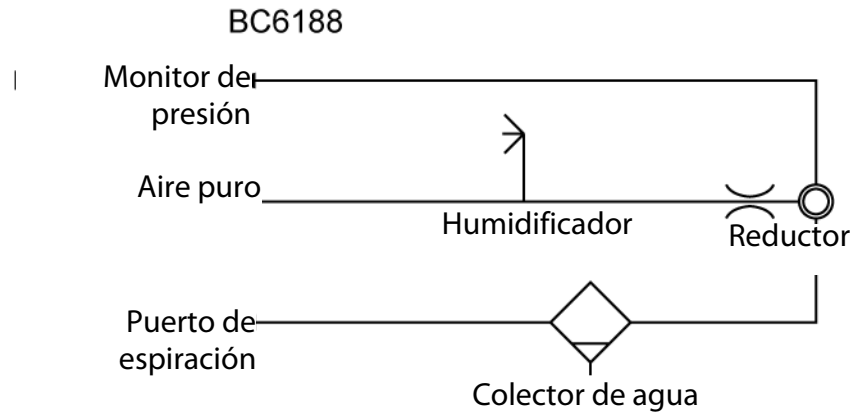 BC6188
Monitor de
presión
Aire puro
Humidificador
Reductor
Puerto de
espiración
Colector de agua